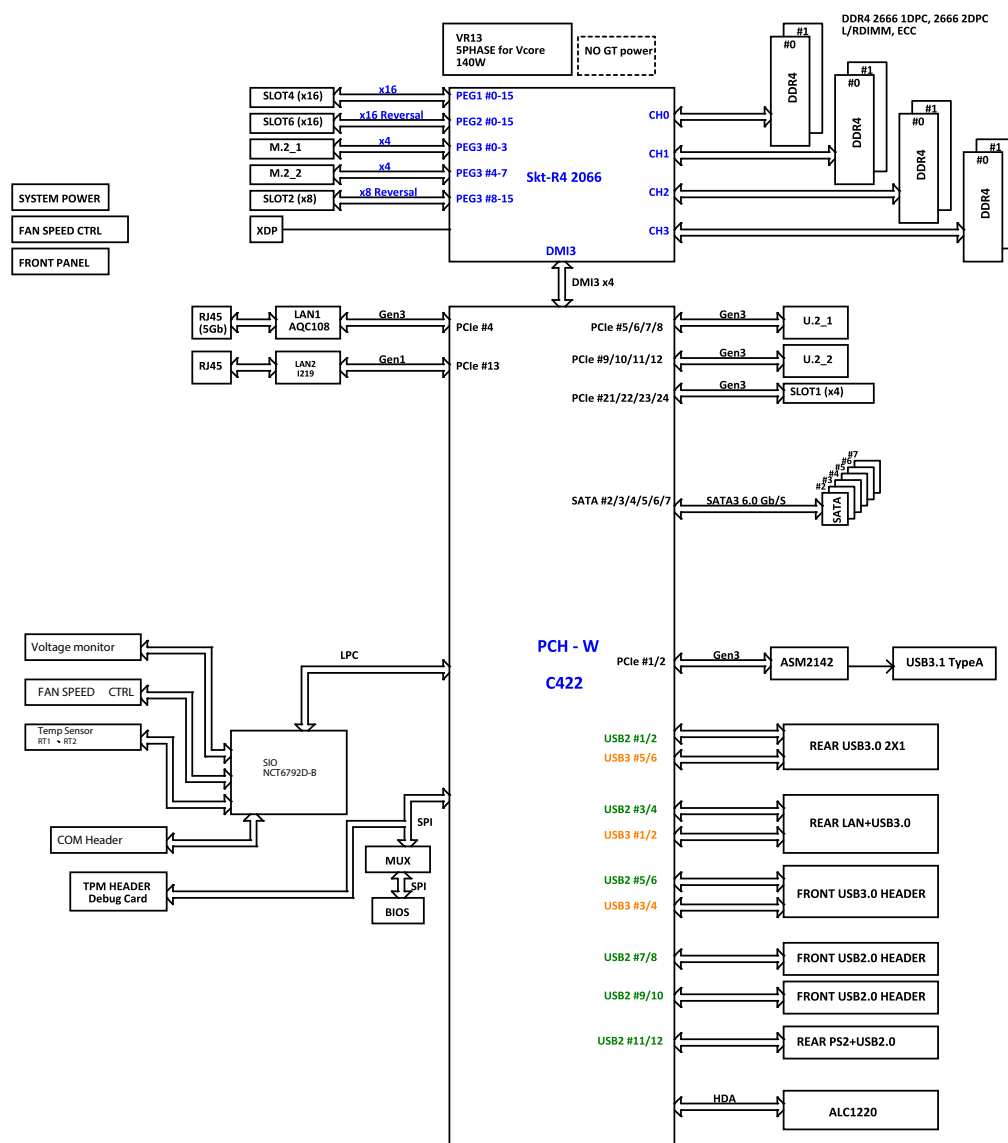 DDR4 2666 1DPC, 2666 2DPC
L/RDIMM, ECC
VR13
5PHASE for Vcore
140W
NO GT power
#1
#0
DDR4
#1
#0
DDR4
#1
#0
DDR4
#1
#0
DDR4
SLOT4 (x16)
x16
PEG1 #0-15
SLOT6 (x16)
x16 Reversal
PEG2 #0-15
M.2_1
x4
PEG3 #0-3
M.2_2
x4
PEG3 #4-7
SLOT2 (x8)
x8 Reversal
PEG3 #8-15
XDP
Skt-R4 2066
CH0
CH1
CH2
CH3
DMI3
DMI3 x4
SYSTEM POWER
FAN SPEED CTRL
FRONT PANEL
RJ45
(5Gb)
LAN1
AQC108
Gen3
PCIe #4
RJ45
LAN2
I219
Gen1
PCIe #13
PCIe #5/6/7/8
Gen3
U.2_1
PCIe #9/10/11/12
Gen3
U.2_2
PCIe #21/22/23/24
Gen3
SLOT1 (x4)
SATA #2/3/4/5/6/7
SATA3 6.0 Gb/S
#2
#3
#4
#5
#6
#7
SATA
PCH - W
C422
PCIe #1/2
Gen3
ASM2142
USB3.1 TypeA
Voltage monitor
FAN SPEED CTRL
Temp Sensor
RT1 、RT2
SIO
NCT6792D-B
LPC
COM Header
TPM HEADER
Debug Card
SPI
MUX
SPI
BIOS
USB2 #1/2
USB3 #5/6
REAR USB3.0 2X1
USB2 #3/4
USB3 #1/2
REAR LAN+USB3.0
USB2 #5/6
USB3 #3/4
FRONT USB3.0 HEADER
USB2 #7/8
FRONT USB2.0 HEADER
USB2 #9/10
FRONT USB2.0 HEADER
USB2 #11/12
REAR PS2+USB2.0
HDA
ALC1220